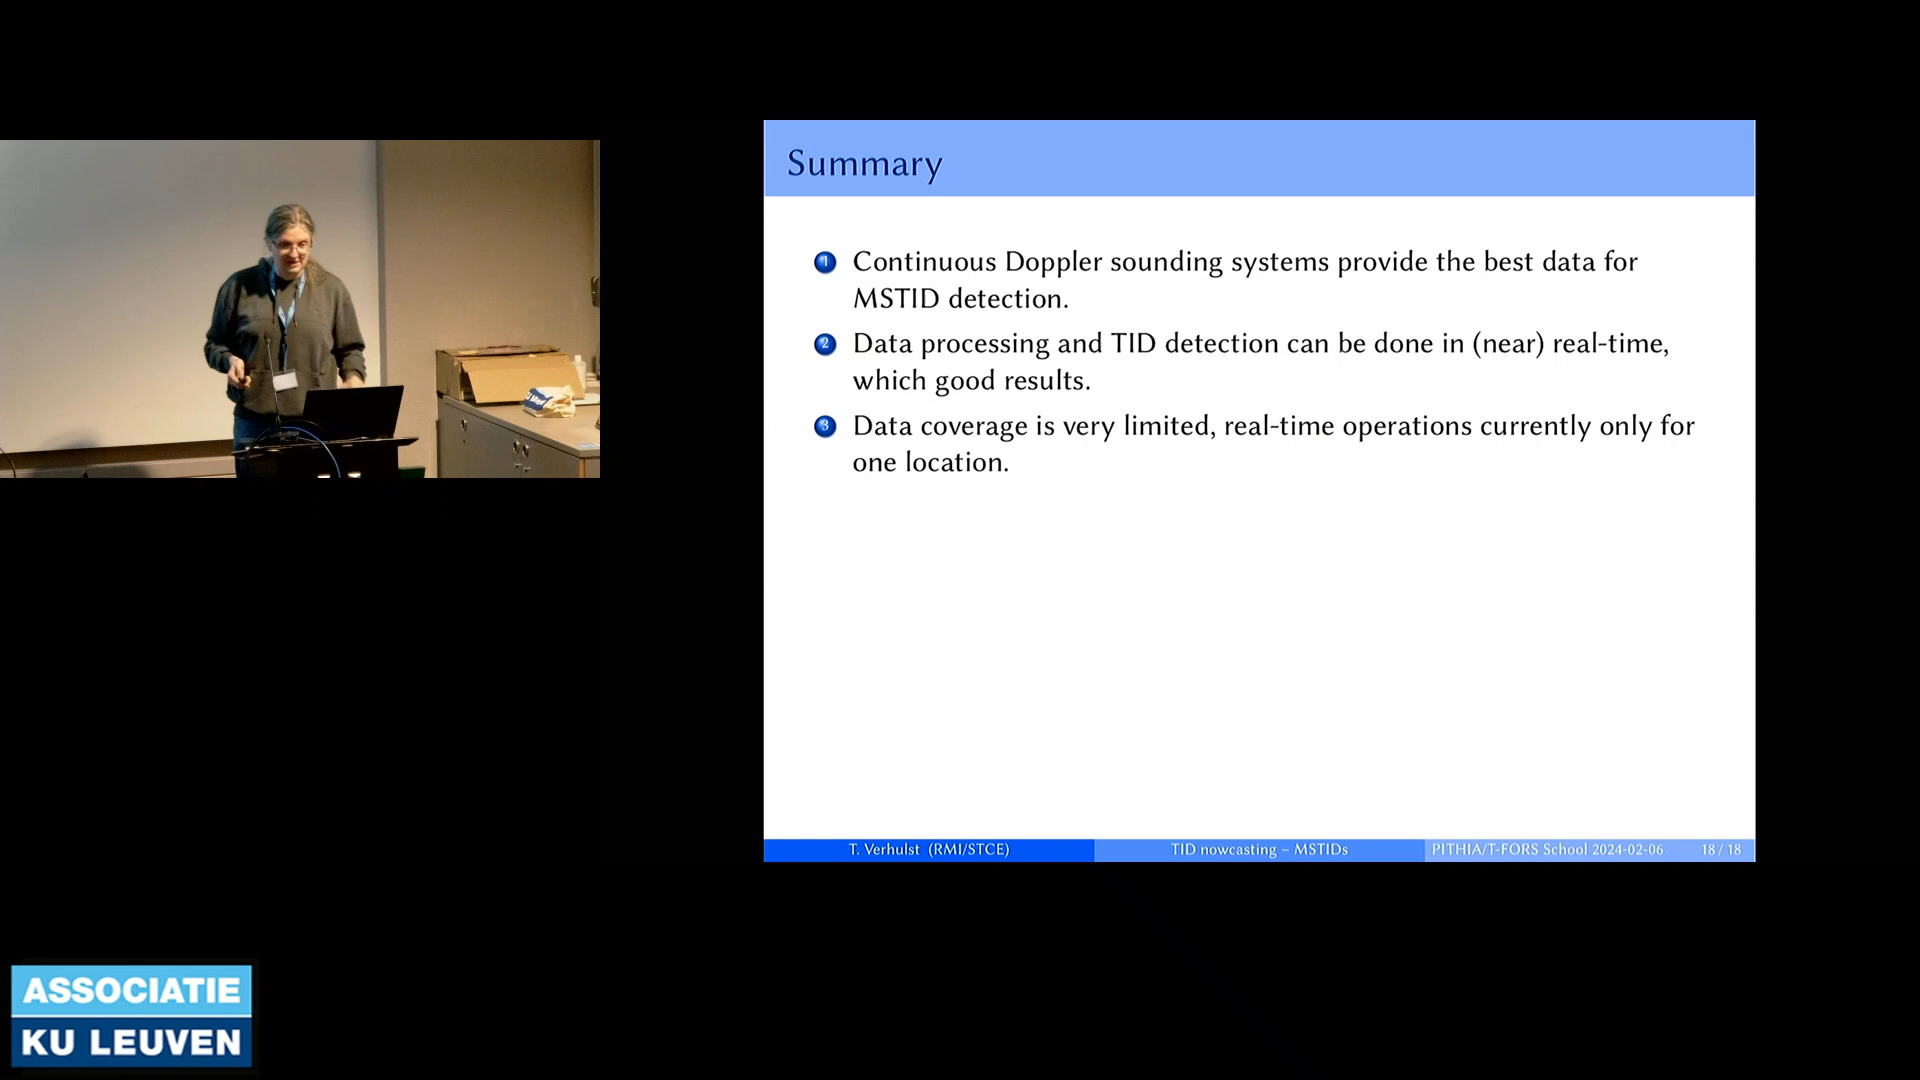 Summary
1 Continuous Doppler sounding systems provide the best data for
MSTID detection.
2 Data processing and TID detection can be done in (near) real-time,
which good results.
3 Data coverage is very limited, real-time operations currently only for
one location.
T. Verhulst (RMI/STCE) TID nowcasting – MSTIDs PITHIA/T-FORS School 2024-02-06 18 / 18
ASSOCIATIE
KU LEUVEN